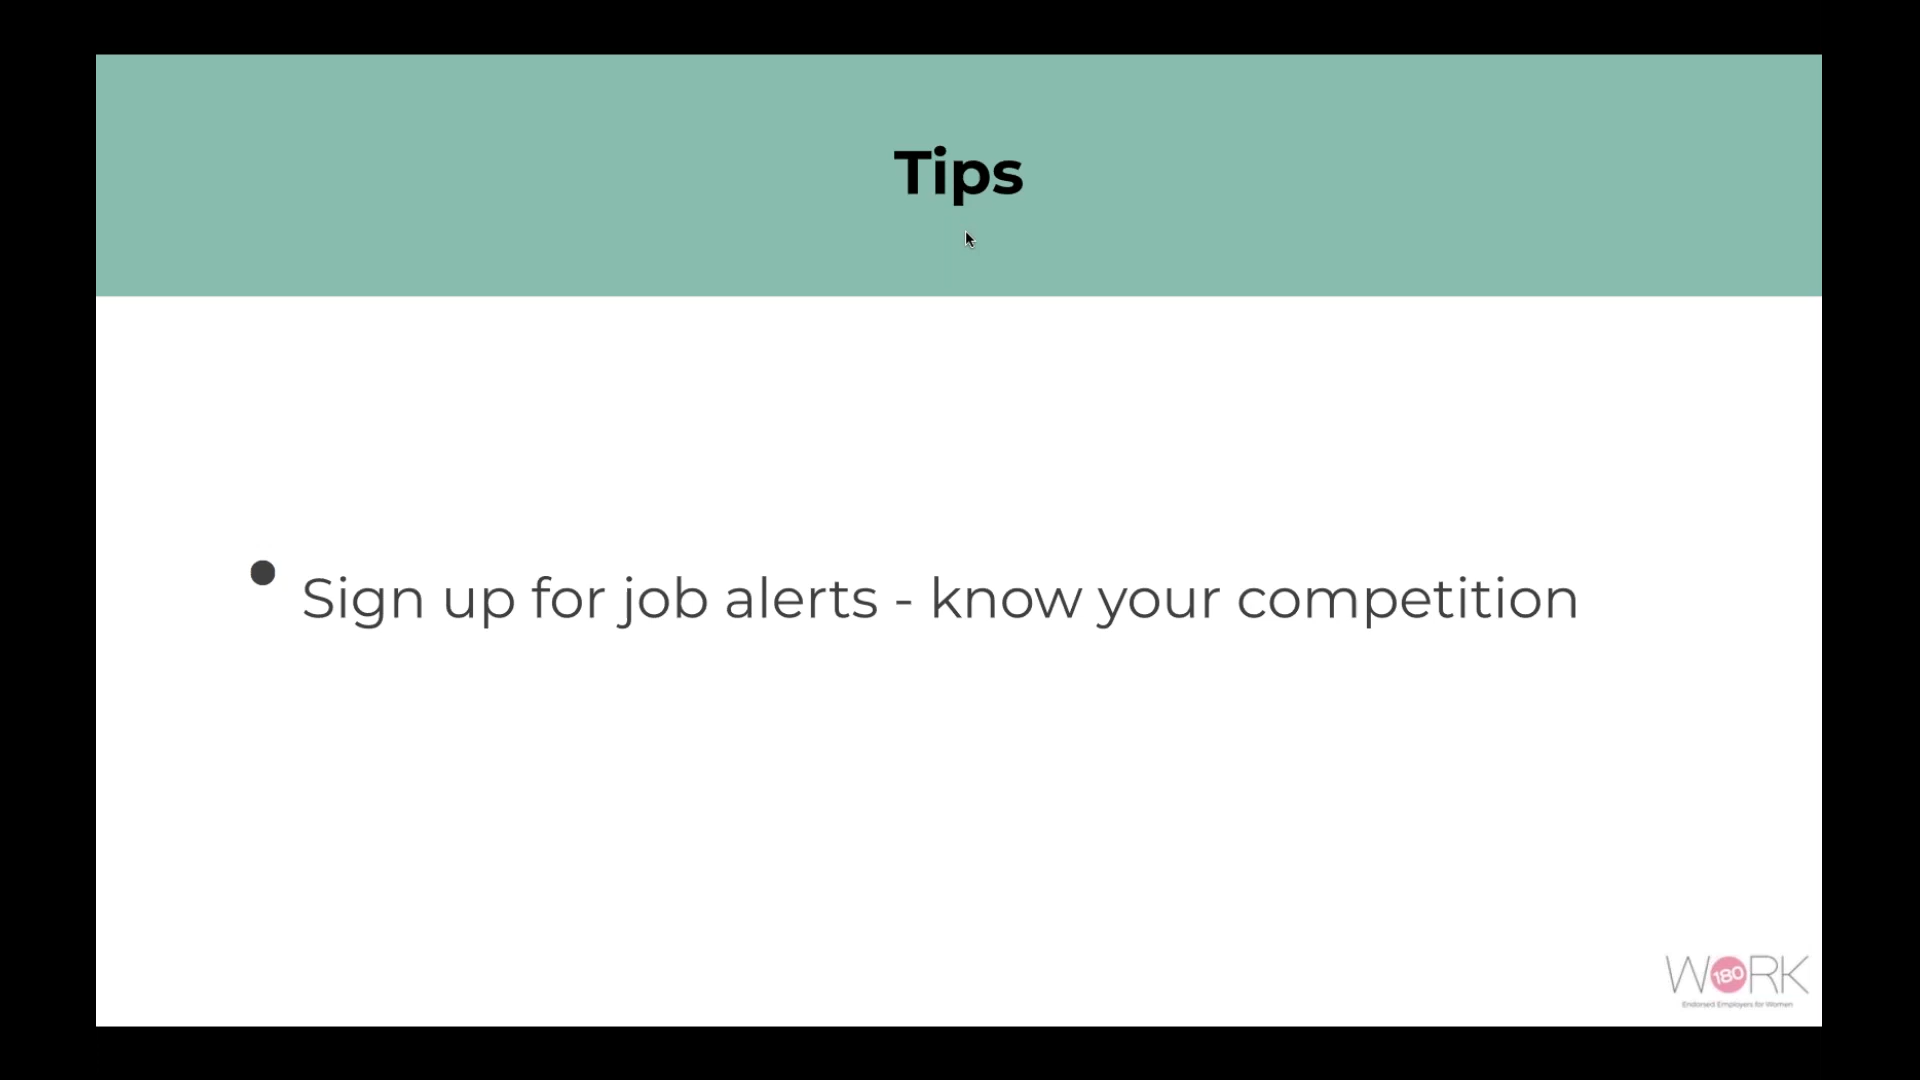 Tips
• Sign up for job alerts - know your competition
WORK
180
Endorsed Employers for Women